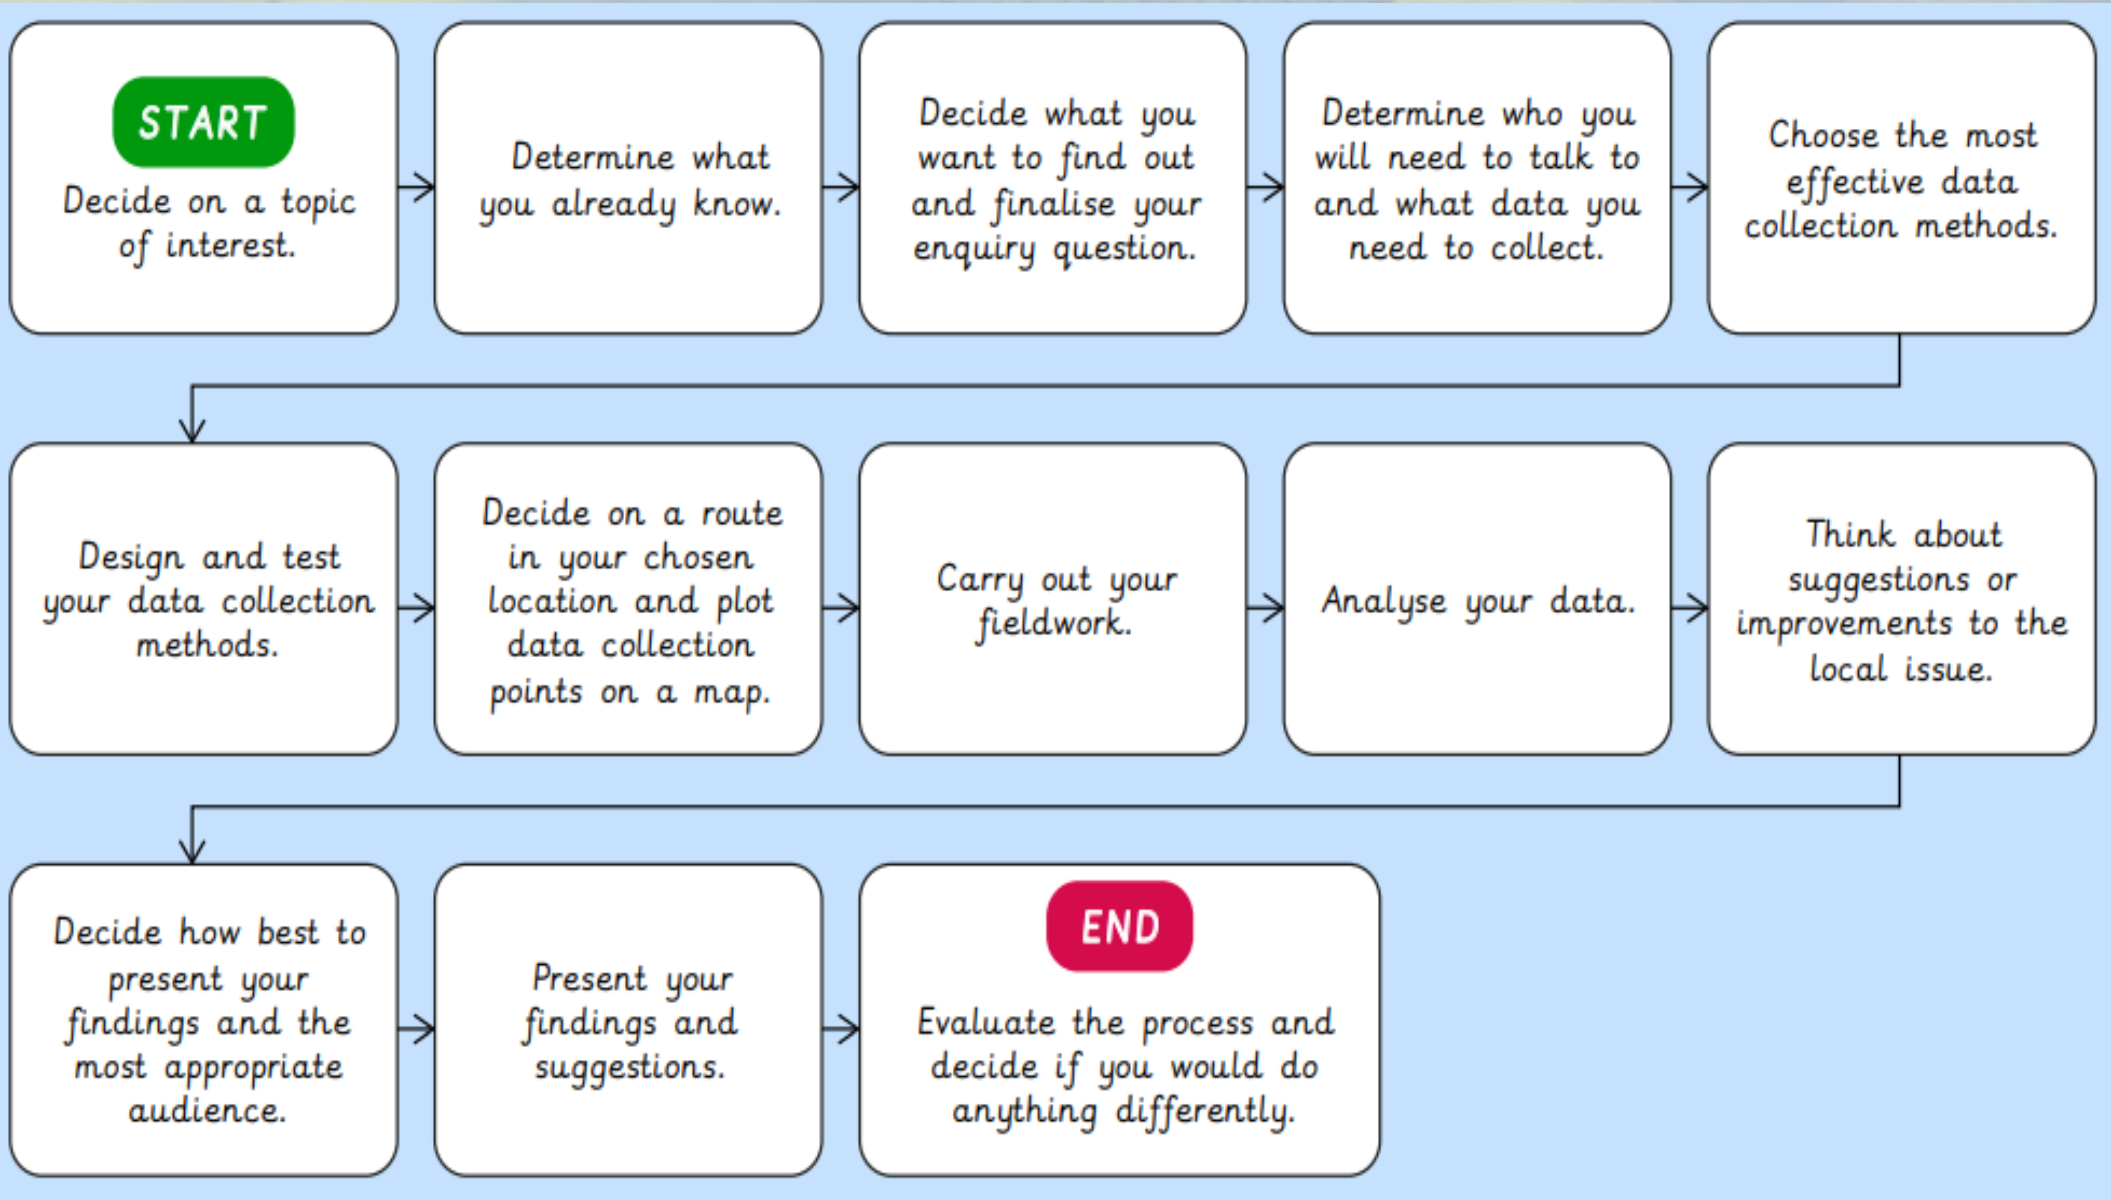 START
Decide on a topic
of interest.
Determine what
you already know.
Decide what you
want to find out
and finalise your
enquiry question.
Determine who you
will need to talk to
and what data you
need to collect.
Choose the most
effective data
collection methods.
Design and test
your data collection
methods.
Decide on a route
in your chosen
location and plot
data collection
points on a map.
Carry out your
fieldwork.
Analyse your data.
Think about
suggestions or
improvements to the
local issue.
Decide how best to
present your
findings and the
most appropriate
audience.
Present your
findings and
suggestions.
END
Evaluate the process and
decide if you would do
anything differently.